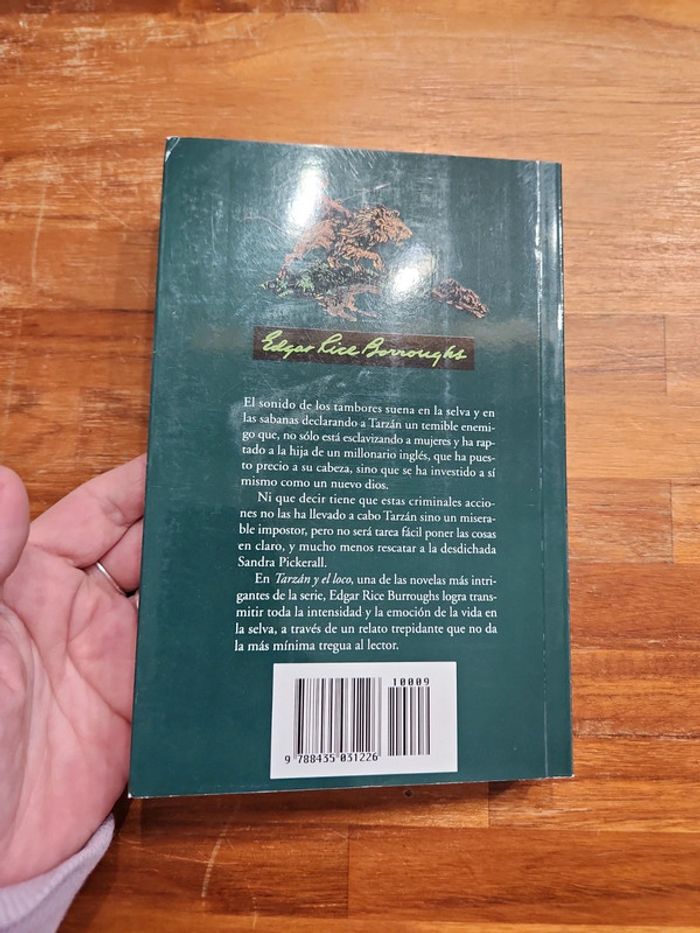 Edgar Rice Burroughs
El sonido de los tambores suena en la selva y en
las sabanas declarando a Tarzán un temible enemi-
go que, no sólo está esclavizando a mujeres y ha rap-
tado a la hija de un millonario inglés, que ha pues-
to precio a su cabeza, sino que se ha investido a sí
mismo como un nuevo dios.
Ni que decir tiene que estas criminales accio-
nes no las ha llevado a cabo Tarzán sino un misera-
ble impostor, pero no será tarea fácil poner las cosas
en claro, y mucho menos rescatar a la desdichada
Sandra Pickerall.
En Tarzán y el loco, una de las novelas más intri-
gantes de la serie, Edgar Rice Burroughs logra trans-
mitir toda la intensidad y la emoción de la vida en
la selva, a través de un relato trepidante que no da
la más mínima tregua al lector.
10009
9 788435 031226